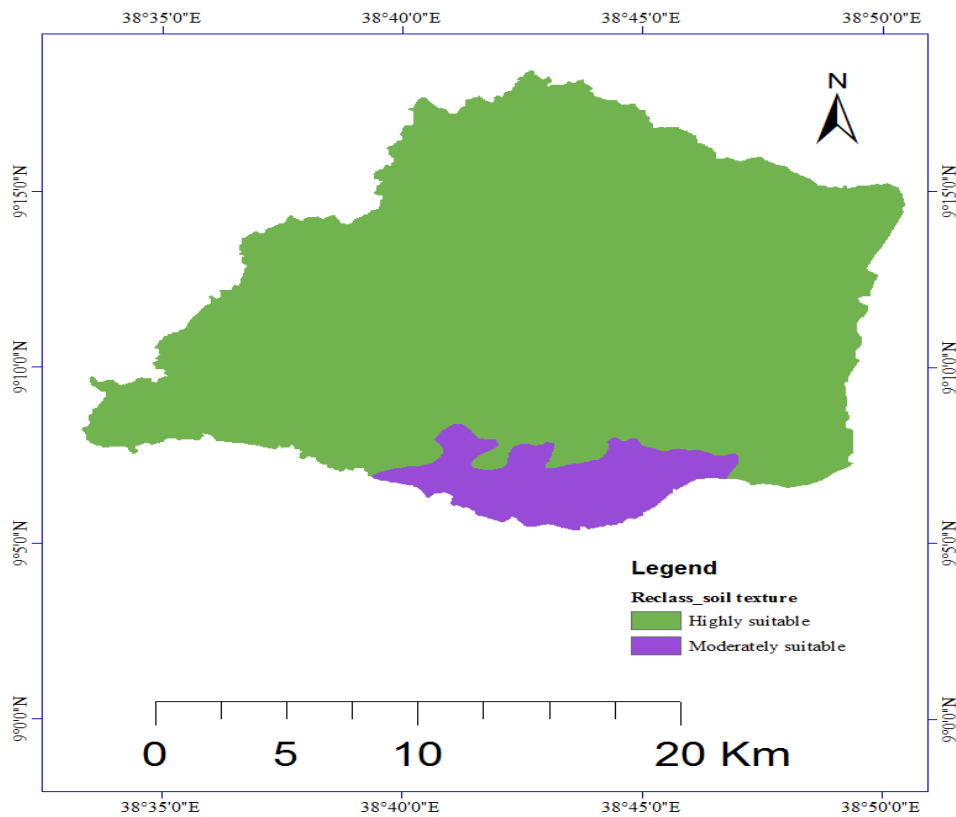 38°35'0"E 38°40'0"E 38°45'0"E 38°50'0"E
N
9°15'0"N 9°15'0"N
9°10'0"N 9°10'0"N
9°5'0"N 9°5'0"N
Legend
Reclass_soil texture
Highly suitable
Moderately suitable
9°0'0"N 9°0'0"N
0 5 10 20 Km
38°35'0"E 38°40'0"E 38°45'0"E 38°50'0"E